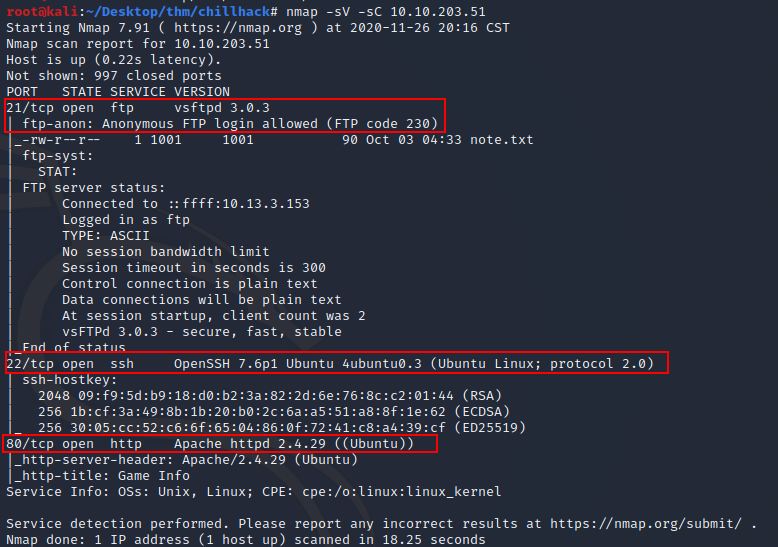 root@kali:~/Desktop/thm/chillhack# nmap -sV -sC 10.10.203.51
Starting Nmap 7.91 ( https://nmap.org ) at 2020-11-26 20:16 CST
Nmap scan report for 10.10.203.51
Host is up (0.22s latency).
Not shown: 997 closed ports
PORT   STATE SERVICE VERSION
21/tcp open  ftp     vsftpd 3.0.3
| ftp-anon: Anonymous FTP login allowed (FTP code 230)
|_-rw-r--r--    1 1001     1001           90 Oct 03 04:33 note.txt
| ftp-syst:
|   STAT:
| FTP server status:
|      Connected to ::ffff:10.13.3.153
|      Logged in as ftp
|      TYPE: ASCII
|      No session bandwidth limit
|      Session timeout in seconds is 300
|      Control connection is plain text
|      Data connections will be plain text
|      At session startup, client count was 2
|      vsFTPd 3.0.3 - secure, fast, stable
|_End of status
22/tcp open  ssh     OpenSSH 7.6p1 Ubuntu 4ubuntu0.3 (Ubuntu Linux; protocol 2.0)
| ssh-hostkey:
|   2048 09:f9:5d:b9:18:d0:b2:3a:82:2d:6e:76:8c:c2:01:44 (RSA)
|   256 1b:cf:3a:49:8b:1b:20:b0:2c:6a:a5:51:a8:8f:1e:62 (ECDSA)
|_  256 30:05:cc:52:c6:6f:65:04:86:0f:72:41:c8:a4:39:cf (ED25519)
80/tcp open  http    Apache httpd 2.4.29 ((Ubuntu))
|_http-server-header: Apache/2.4.29 (Ubuntu)
|_http-title: Game Info
Service Info: OSs: Unix, Linux; CPE: cpe:/o:linux:linux_kernel
Service detection performed. Please report any incorrect results at https://nmap.org/submit/ .
Nmap done: 1 IP address (1 host up) scanned in 18.25 seconds